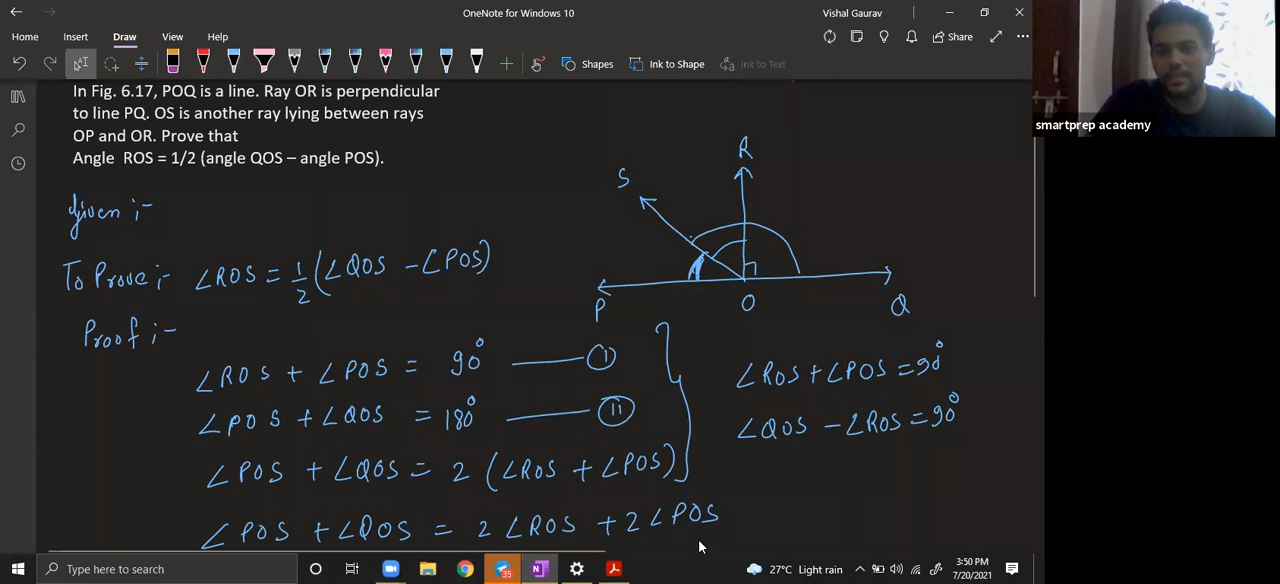 OneNote for Windows 10
Vishal Gaurav
Home Insert Draw View Help
Shapes Ink to Shape Ink to Text Share
smartprep academy
In Fig. 6.17, POQ is a line. Ray OR is perpendicular
to line PQ. OS is another ray lying between rays
OP and OR. Prove that
Angle ROS = 1/2 (angle QOS – angle POS).
Given :-
To Prove :- ∠ROS = 1/2 (∠QOS - ∠POS)
Proof :-
∠ROS + ∠POS = 90° —— I
∠POS + ∠QOS = 180° —— II
∠POS + ∠QOS = 2 (∠ROS + ∠POS)
∠POS + ∠QOS = 2 ∠ROS + 2 ∠POS
R
S
P
O
Q
∠ROS + ∠POS = 90°
∠QOS - ∠ROS = 90°
Type here to search
35
27°C Light rain
3:50 PM
7/20/2021